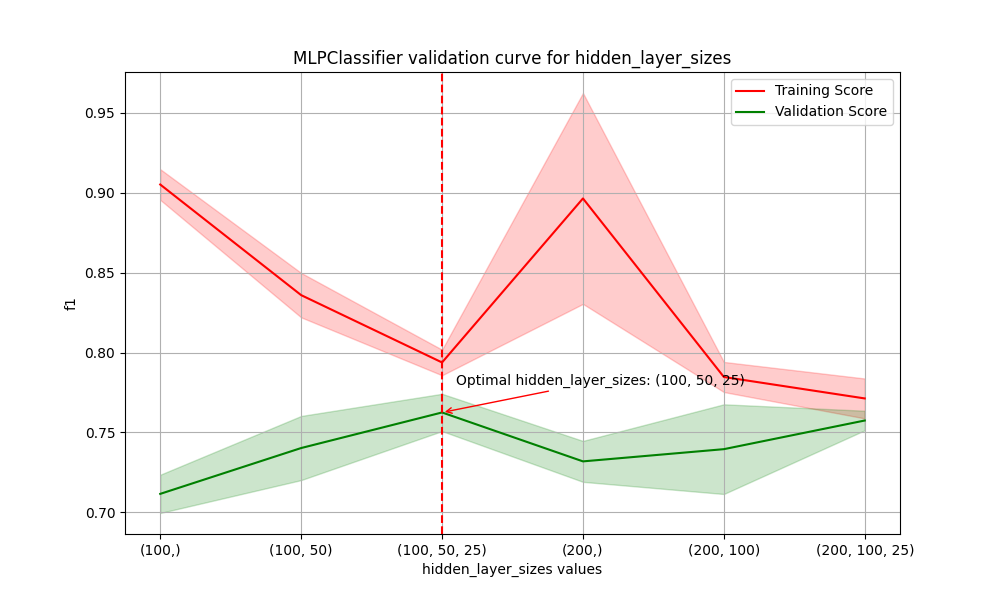 MLPClassifier validation curve for hidden_layer_sizes
Training Score
Validation Score
0.95
0.90
0.85
0.80
0.75
0.70
f1
Optimal hidden_layer_sizes: (100, 50, 25)
(100,)
(100, 50)
(100, 50, 25)
(200,)
(200, 100)
(200, 100, 25)
hidden_layer_sizes values